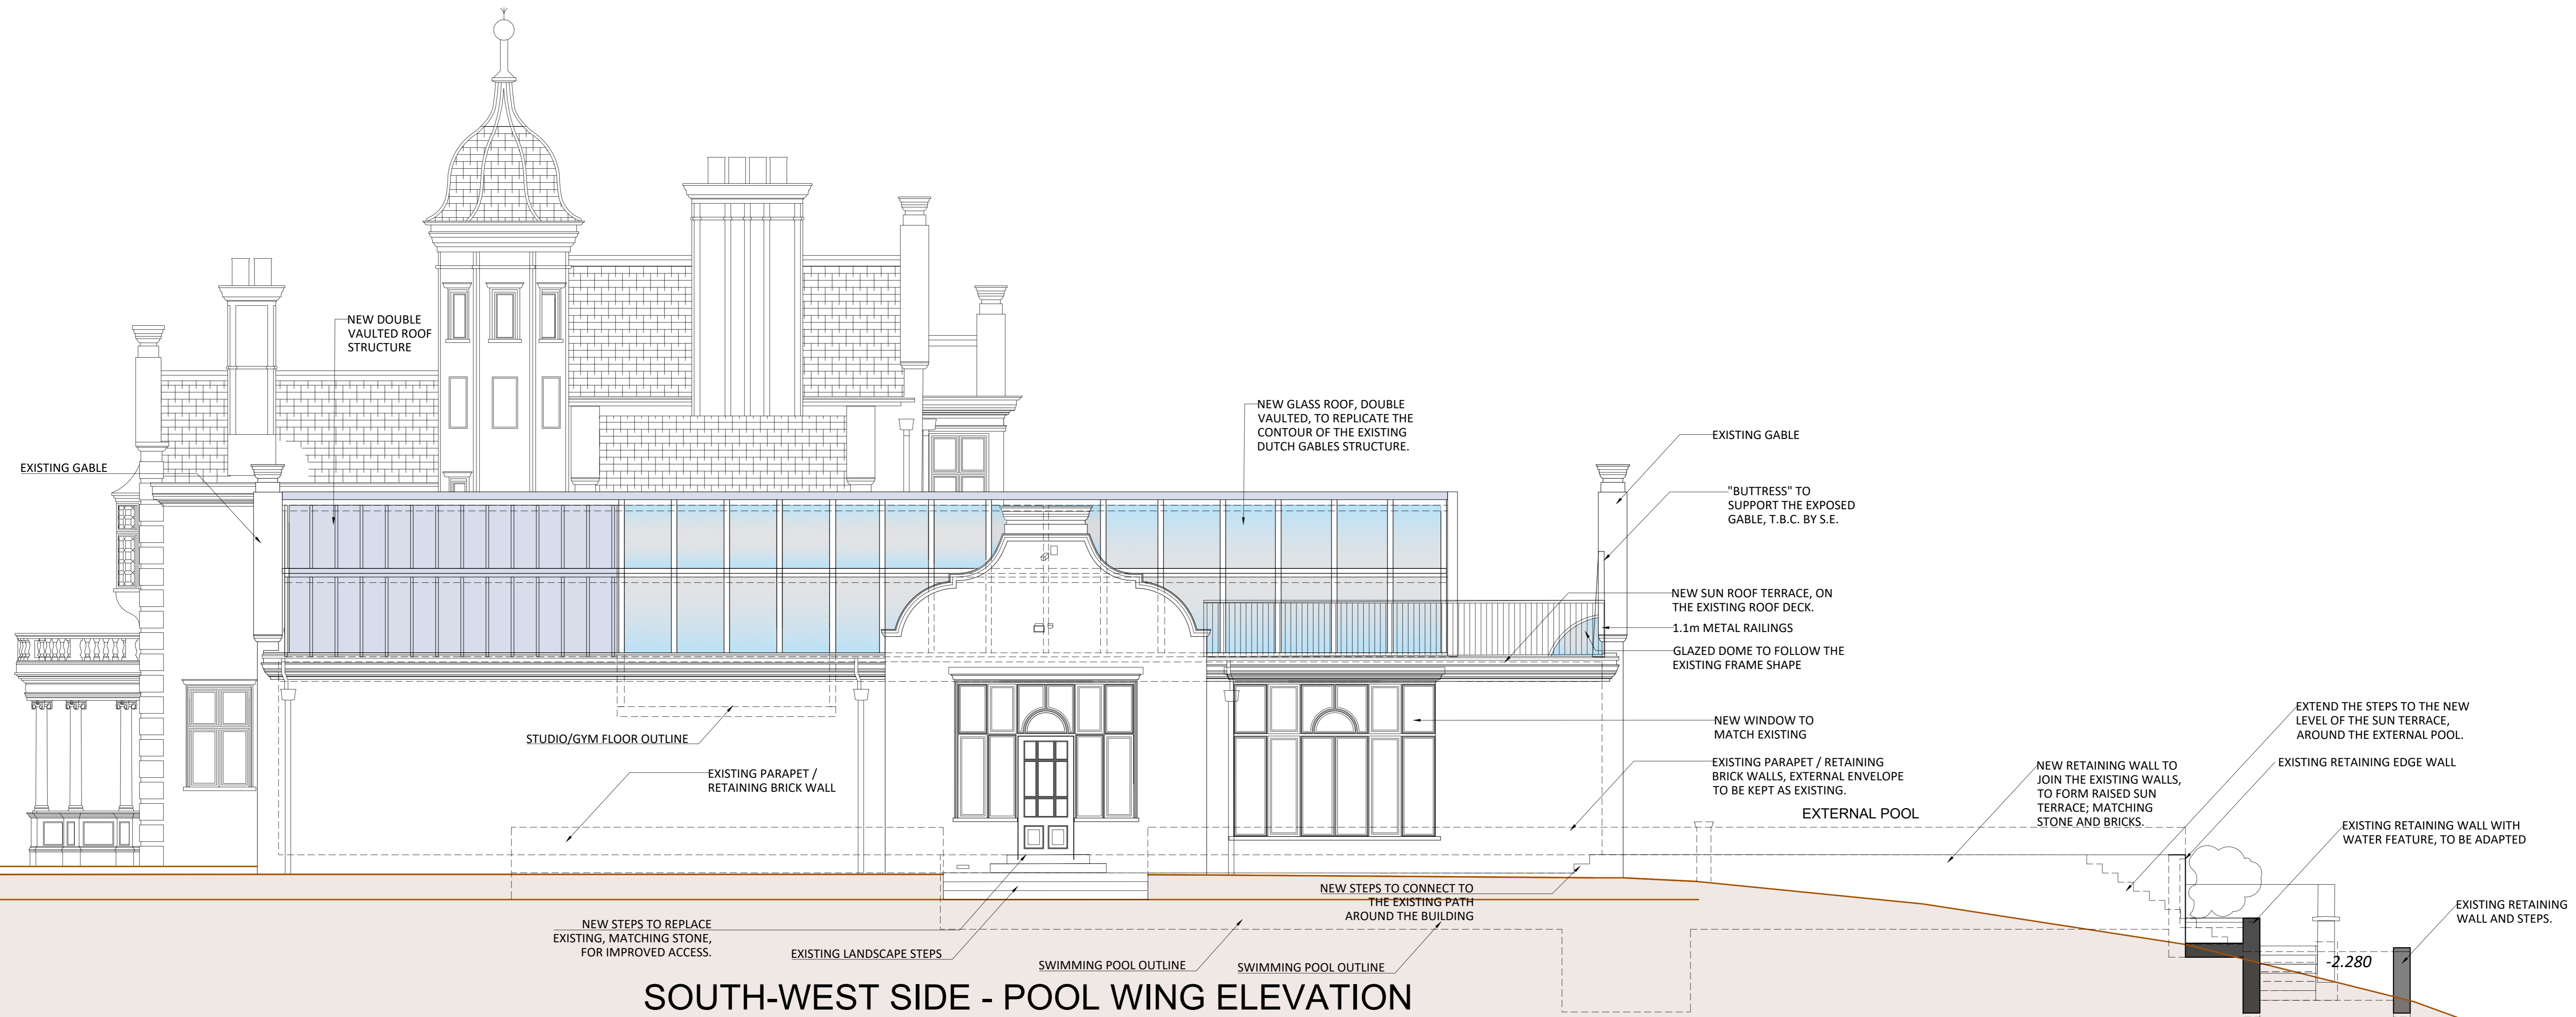 NEW DOUBLE
VAULTED ROOF
STRUCTURE
EXISTING GABLE
NEW GLASS ROOF, DOUBLE
VAULTED, TO REPLICATE THE
CONTOUR OF THE EXISTING
DUTCH GABLES STRUCTURE.
EXISTING GABLE
"BUTTRESS" TO
SUPPORT THE EXPOSED
GABLE, T.B.C. BY S.E.
NEW SUN ROOF TERRACE, ON
THE EXISTING ROOF DECK.
1.1m METAL RAILINGS
GLAZED DOME TO FOLLOW THE
EXISTING FRAME SHAPE
STUDIO/GYM FLOOR OUTLINE
NEW WINDOW TO
MATCH EXISTING
EXISTING PARAPET /
RETAINING BRICK WALL
EXISTING PARAPET / RETAINING
BRICK WALLS, EXTERNAL ENVELOPE
TO BE KEPT AS EXISTING.
EXTERNAL POOL
NEW RETAINING WALL TO
JOIN THE EXISTING WALLS,
TO FORM RAISED SUN
TERRACE; MATCHING
STONE AND BRICKS.
EXTEND THE STEPS TO THE NEW
LEVEL OF THE SUN TERRACE,
AROUND THE EXTERNAL POOL.
EXISTING RETAINING EDGE WALL
EXISTING RETAINING WALL WITH
WATER FEATURE, TO BE ADAPTED
EXISTING RETAINING
WALL AND STEPS.
-2.280
NEW STEPS TO REPLACE
EXISTING, MATCHING STONE,
FOR IMPROVED ACCESS.
EXISTING LANDSCAPE STEPS
NEW STEPS TO CONNECT TO
THE EXISTING PATH
AROUND THE BUILDING
SWIMMING POOL OUTLINE
SWIMMING POOL OUTLINE
SOUTH-WEST SIDE - POOL WING ELEVATION